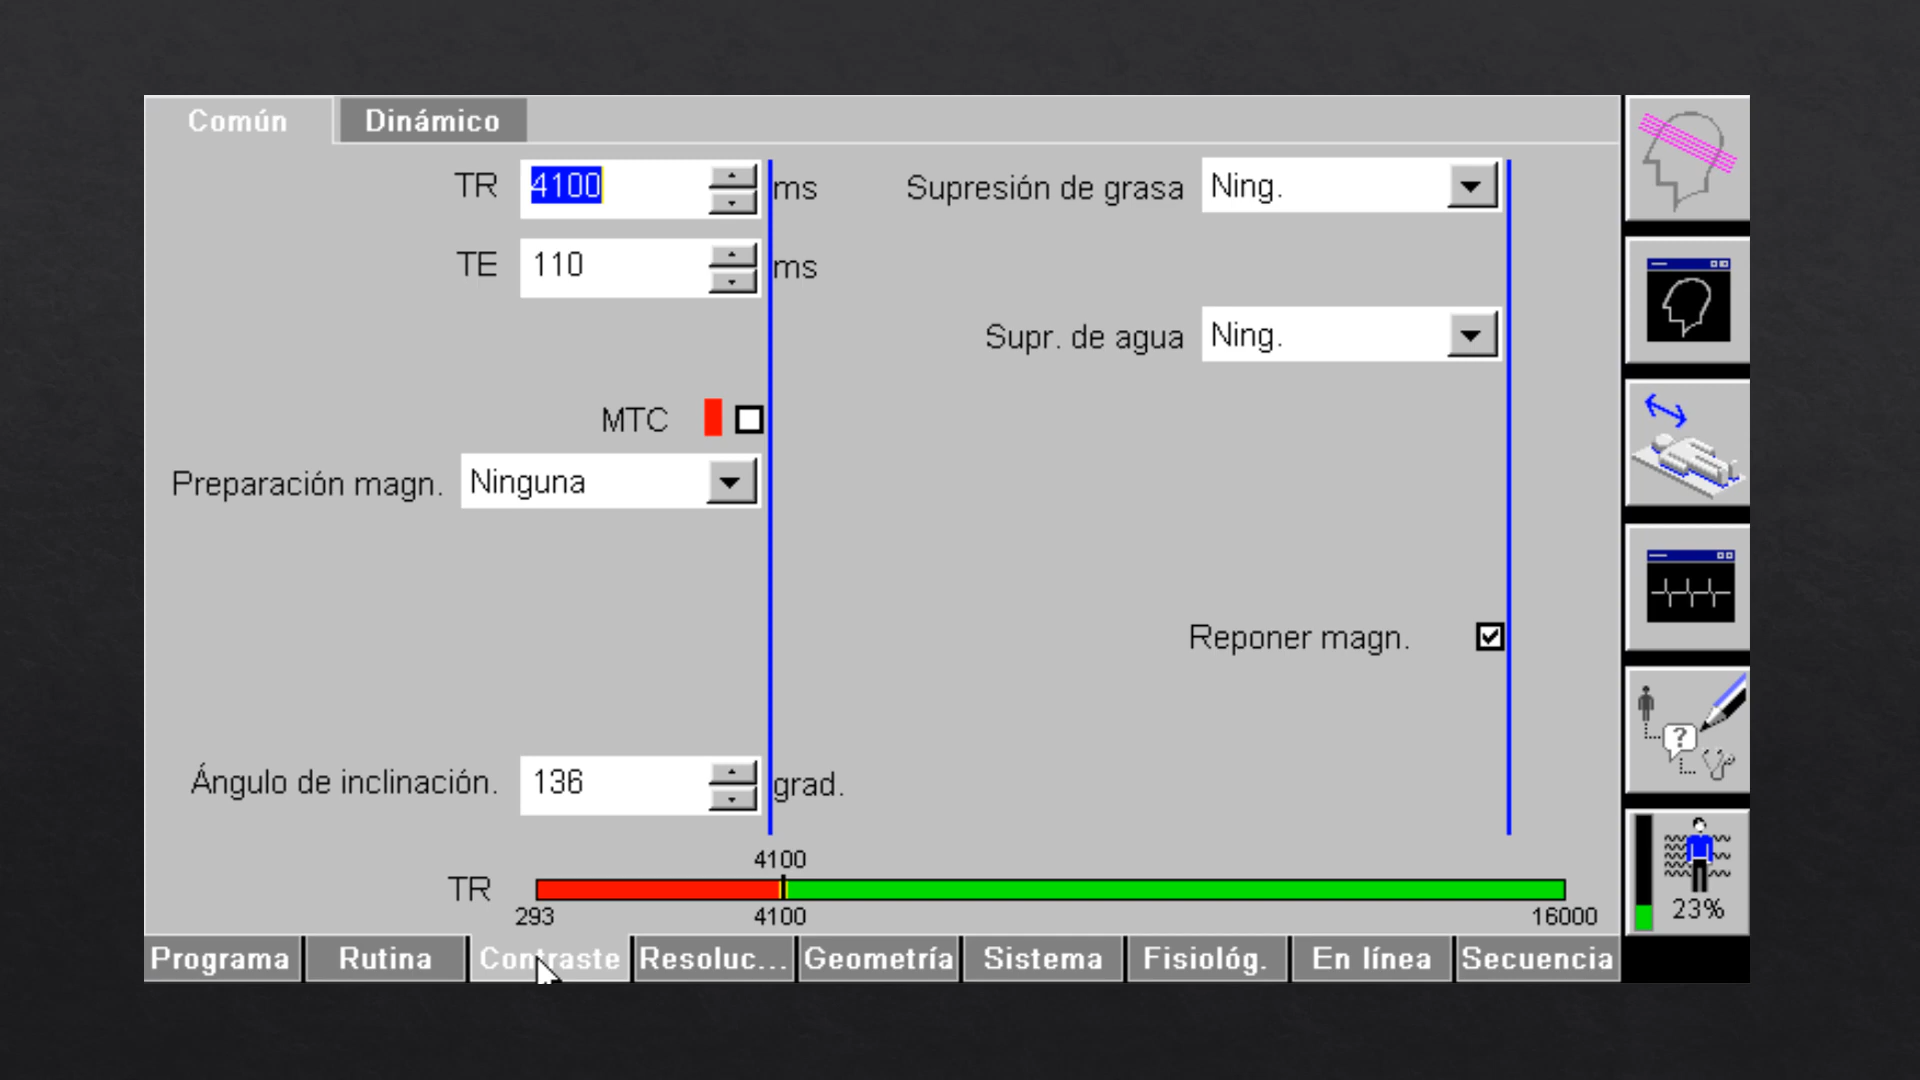 Común Dinámico
TR 4100 ms Supresión de grasa Ning.
TE 110 ms
Supr. de agua Ning.
MTC
Preparación magn. Ninguna
Reponer magn.
?
Ángulo de inclinación. 136 grad.
4100
TR
293 4100 16000
23%
Programa Rutina Contraste Resoluc... Geometría Sistema Fisiológ. En línea Secuencia